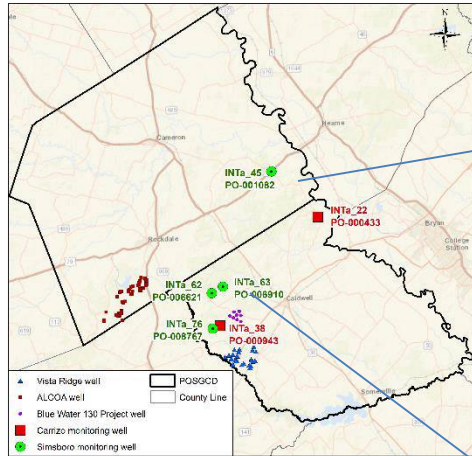 N
Hearne
Cameron
INTa_45
PO-001082
INTa_22
PO-000433
Bryan
College
Station
Rockdale
INTa_62
PO-006621
INTa_63
PO-006910
Caldwell
INTa_76
PO-008767
INTa_38
PO-000943
Somerville
Vista Ridge well
ALCOA well
Blue Water 130 Project well
Carrizo monitoring well
Simsboro monitoring well
POSGCD
County Line